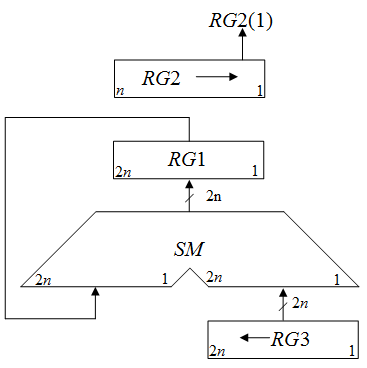 RG2(1)
RG2
n 1
RG1
2n 1
2n
SM
2n 1 2n 1
2n
RG3
2n 1